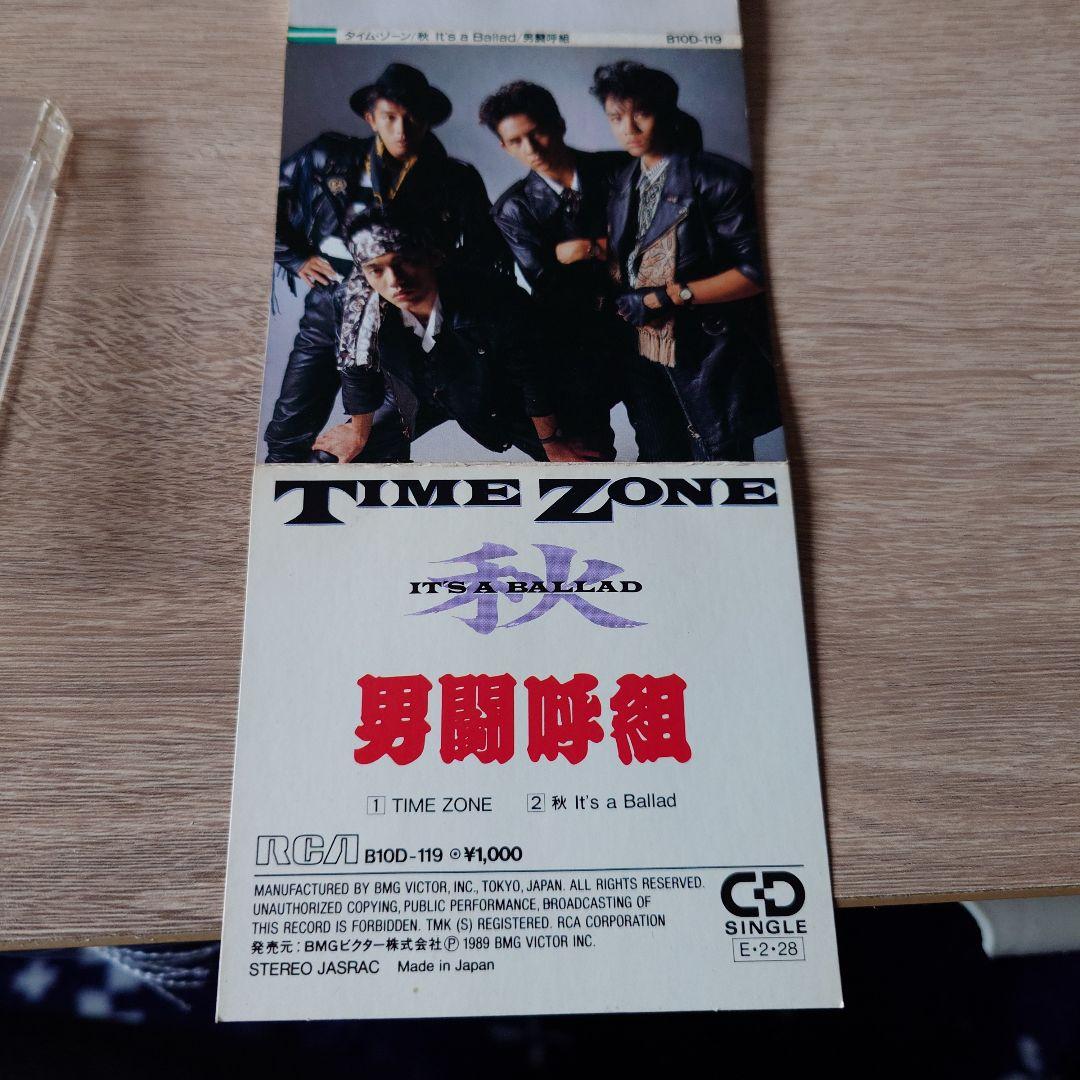 タイム・ゾーン/秋 It's a Ballad/男闘呼組 B10D-119
TIME ZONE
秋
IT'S A BALLAD
男闘呼組
1 TIME ZONE 2 秋 It's a Ballad
RCA B10D-119 ⦿¥1,000
MANUFACTURED BY BMG VICTOR, INC., TOKYO, JAPAN. ALL RIGHTS RESERVED.
UNAUTHORIZED COPYING, PUBLIC PERFORMANCE, BROADCASTING OF
THIS RECORD IS FORBIDDEN. TMK (S) REGISTERED. RCA CORPORATION
発売元：BMGビクター株式会社Ⓟ 1989 BMG VICTOR INC.
STEREO JASRAC Made in Japan
CD
SINGLE
E・2・28